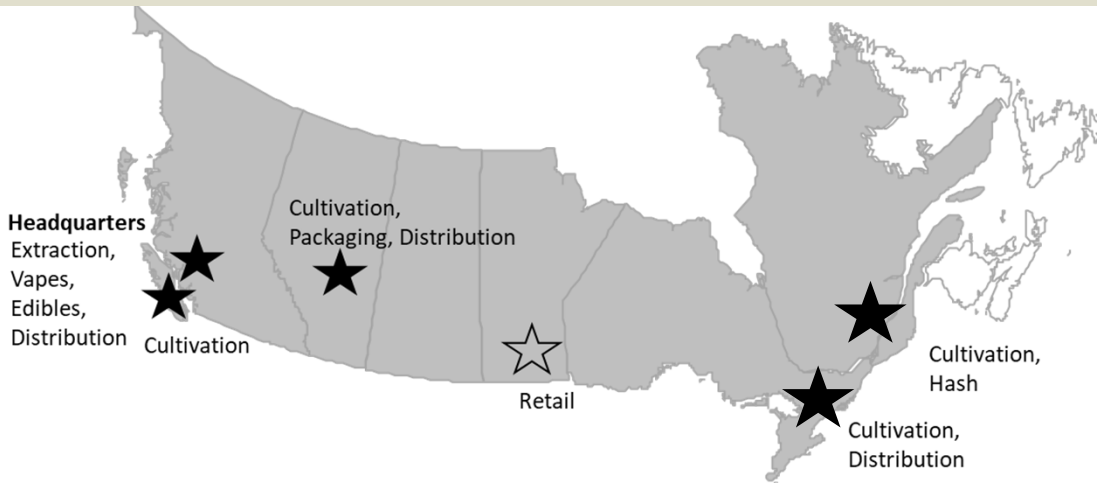 Headquarters
Extraction,
Vapes,
Edibles,
Distribution
Cultivation
Cultivation,
Packaging, Distribution
Retail
Cultivation,
Hash
Cultivation,
Distribution